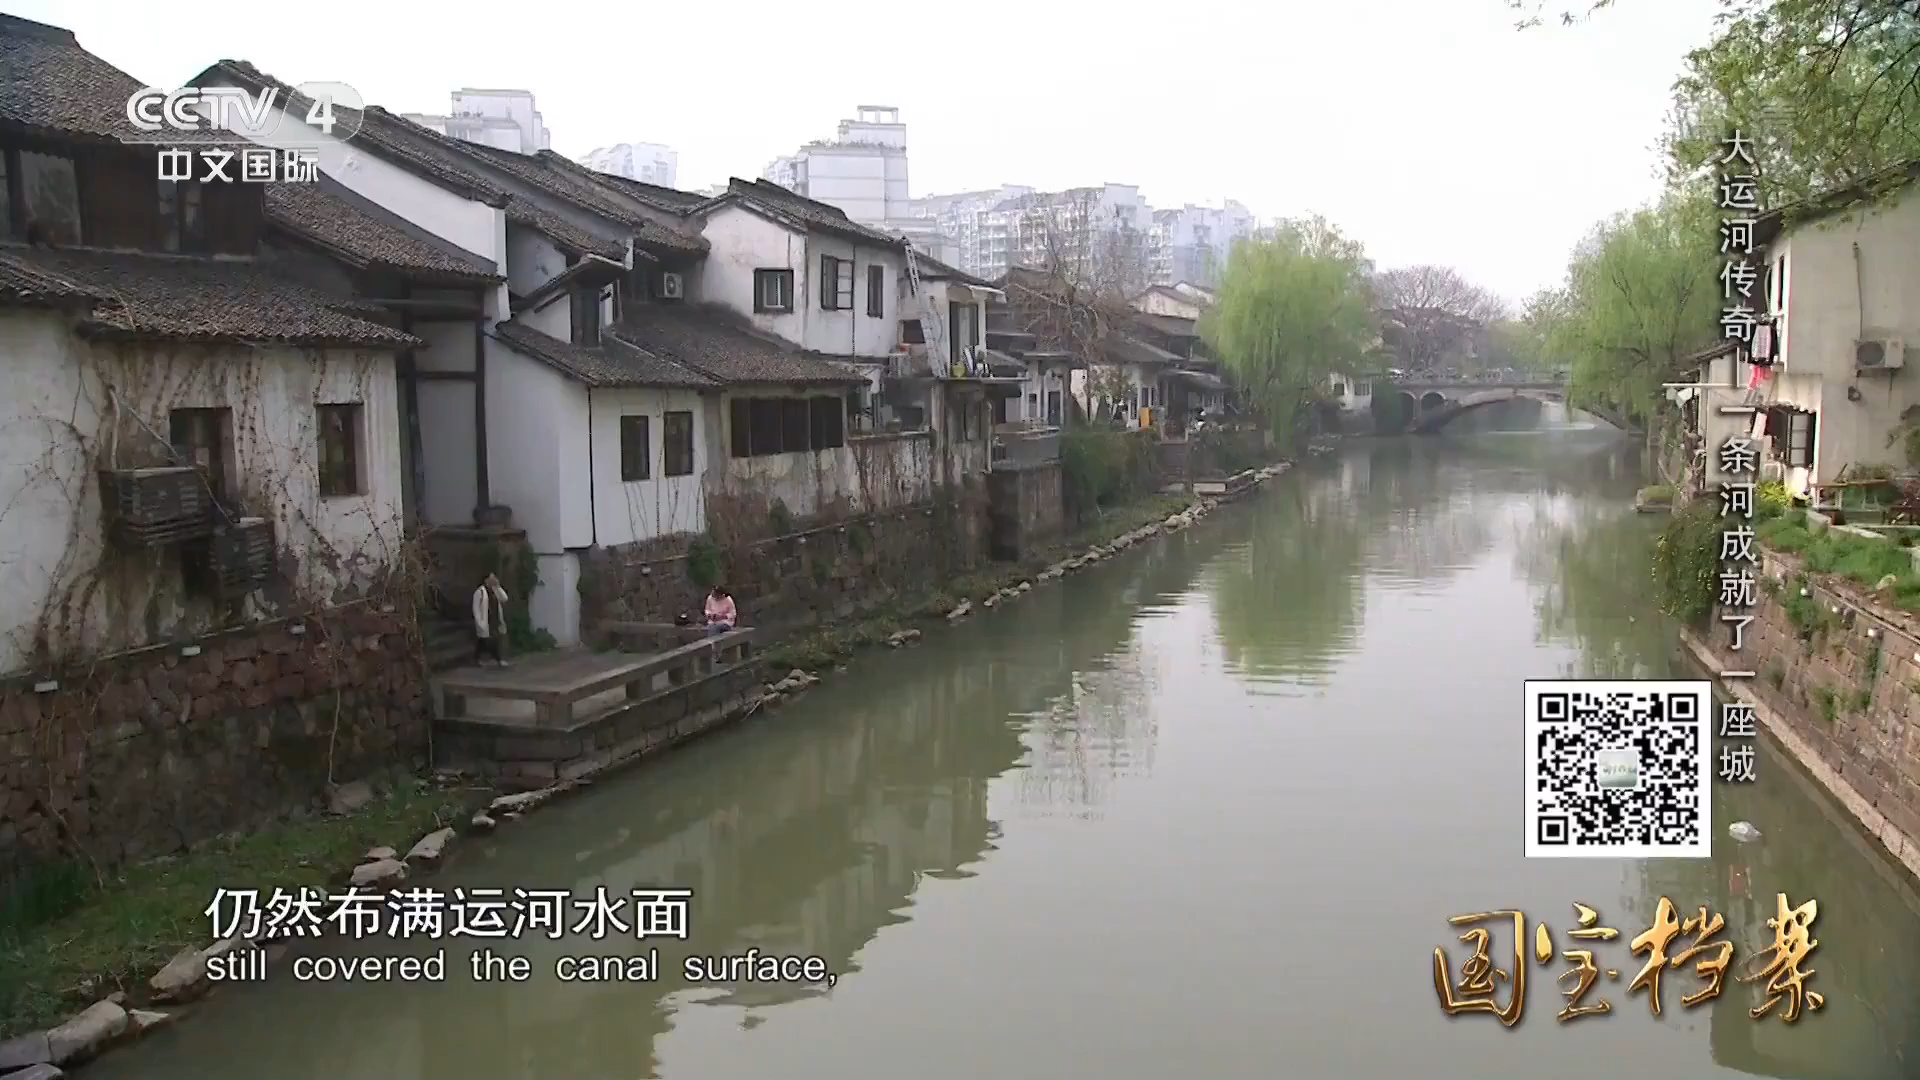 CCTV 4
中文国际
大运河传奇 一条河成就了一座城
仍然布满运河水面
still covered the canal surface,
国宝档案